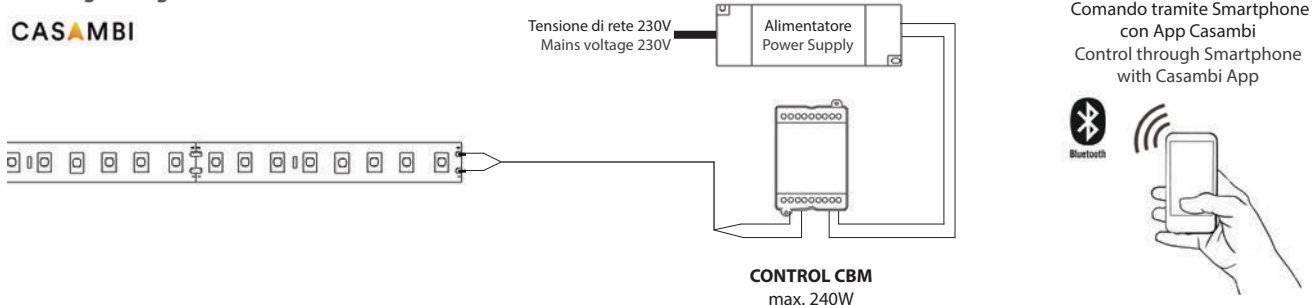 CASAMBI
Tensione di rete 230V
Mains voltage 230V
Alimentatore
Power Supply
Comando tramite Smartphone
con App Casambi
Control through Smartphone
with Casambi App
Bluetooth
CONTROL CBM
max. 240W